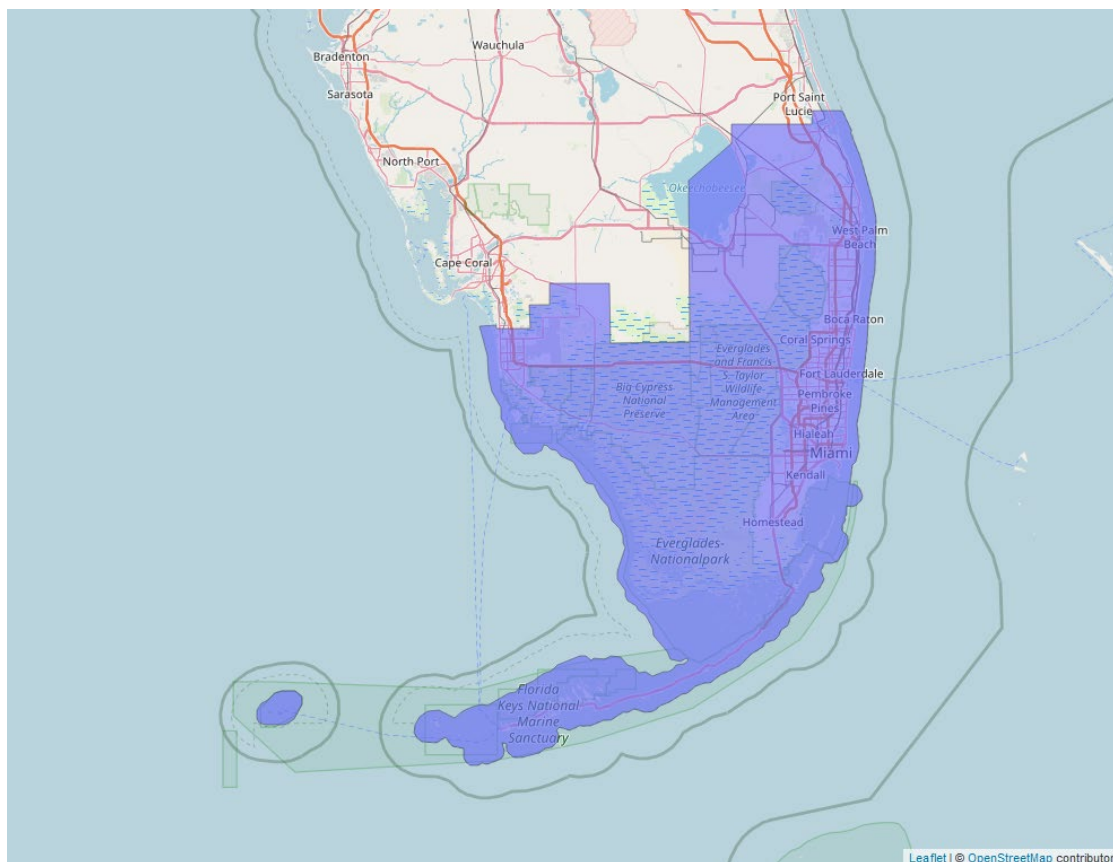 Wauchula
Bradenton
Sarasota
Port Saint
Lucie
North Port
Okeechobeesee
West Palm
Beach
Cape Coral
Boca Raton
Coral Springs
Everglades
and Francis
S. Taylor
Wildlife
Management
Area
Fort Lauderdale
Big Cypress
National
Preserve
Pembroke
Pines
Hialeah
Miami
Kendall
Homestead
Everglades-
Nationalpark
Florida
Keys National
Marine
Sanctuary
Leaflet | © OpenStreetMap contributor